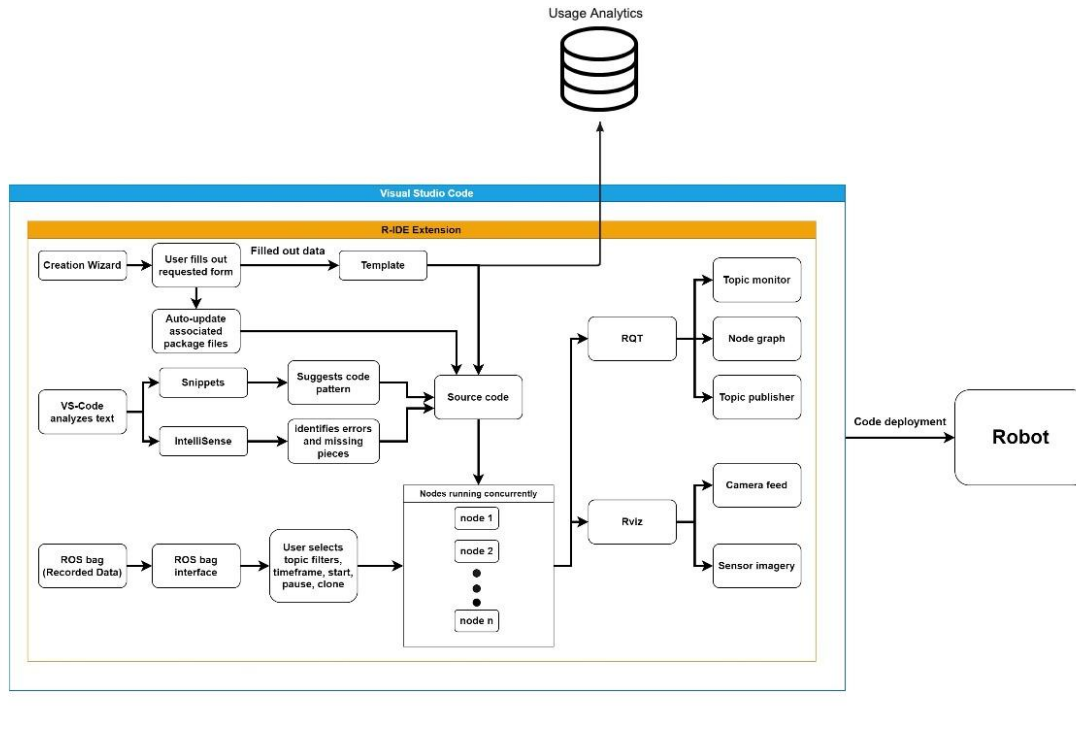 Usage Analytics
Visual Studio Code
R-IDE Extension
Creation Wizard
User fills out
requested form
Filled out data
Template
Auto-update
associated
package files
VS-Code
analyzes text
Snippets
Suggests code
pattern
IntelliSense
identifies errors
and missing
pieces
Source code
ROS bag
(Recorded Data)
ROS bag
interface
User selects
topic filters,
timeframe, start,
pause, clone
Nodes running concurrently
node 1
node 2
node n
RQT
Topic monitor
Node graph
Topic publisher
Rviz
Camera feed
Sensor imagery
Code deployment
Robot